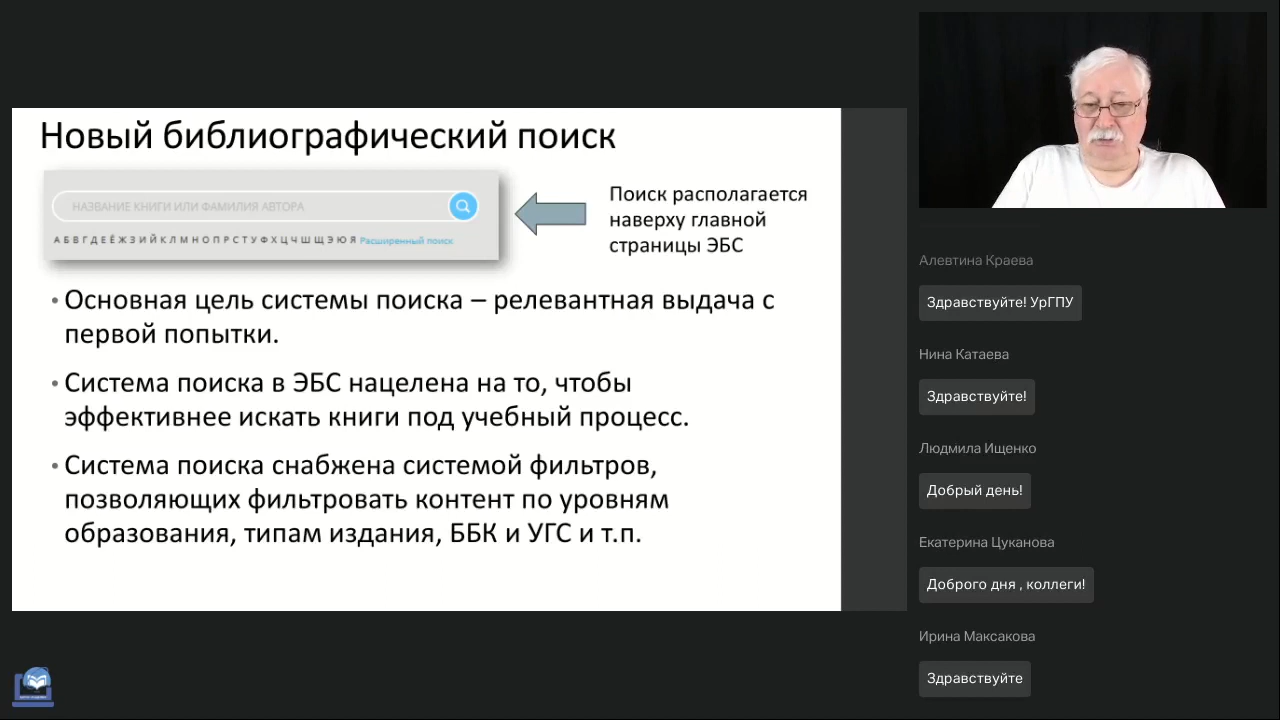 Новый библиографический поиск
НАЗВАНИЕ КНИГИ ИЛИ ФАМИЛИЯ АВТОРА
А Б В Г Д Е Ё Ж З И Й К Л М Н О П Р С Т У Ф Х Ц Ч Ш Щ Э Ю Я Расширенный поиск
Поиск располагается
наверху главной
страницы ЭБС
• Основная цель системы поиска – релевантная выдача с
первой попытки.
• Система поиска в ЭБС нацелена на то, чтобы
эффективнее искать книги под учебный процесс.
• Система поиска снабжена системой фильтров,
позволяющих фильтровать контент по уровням
образования, типам издания, ББК и УГС и т.п.
Алевтина Краева
Здравствуйте! УрГПУ
Нина Катаева
Здравствуйте!
Людмила Ищенко
Добрый день!
Екатерина Цуканова
Доброго дня , коллеги!
Ирина Максакова
Здравствуйте